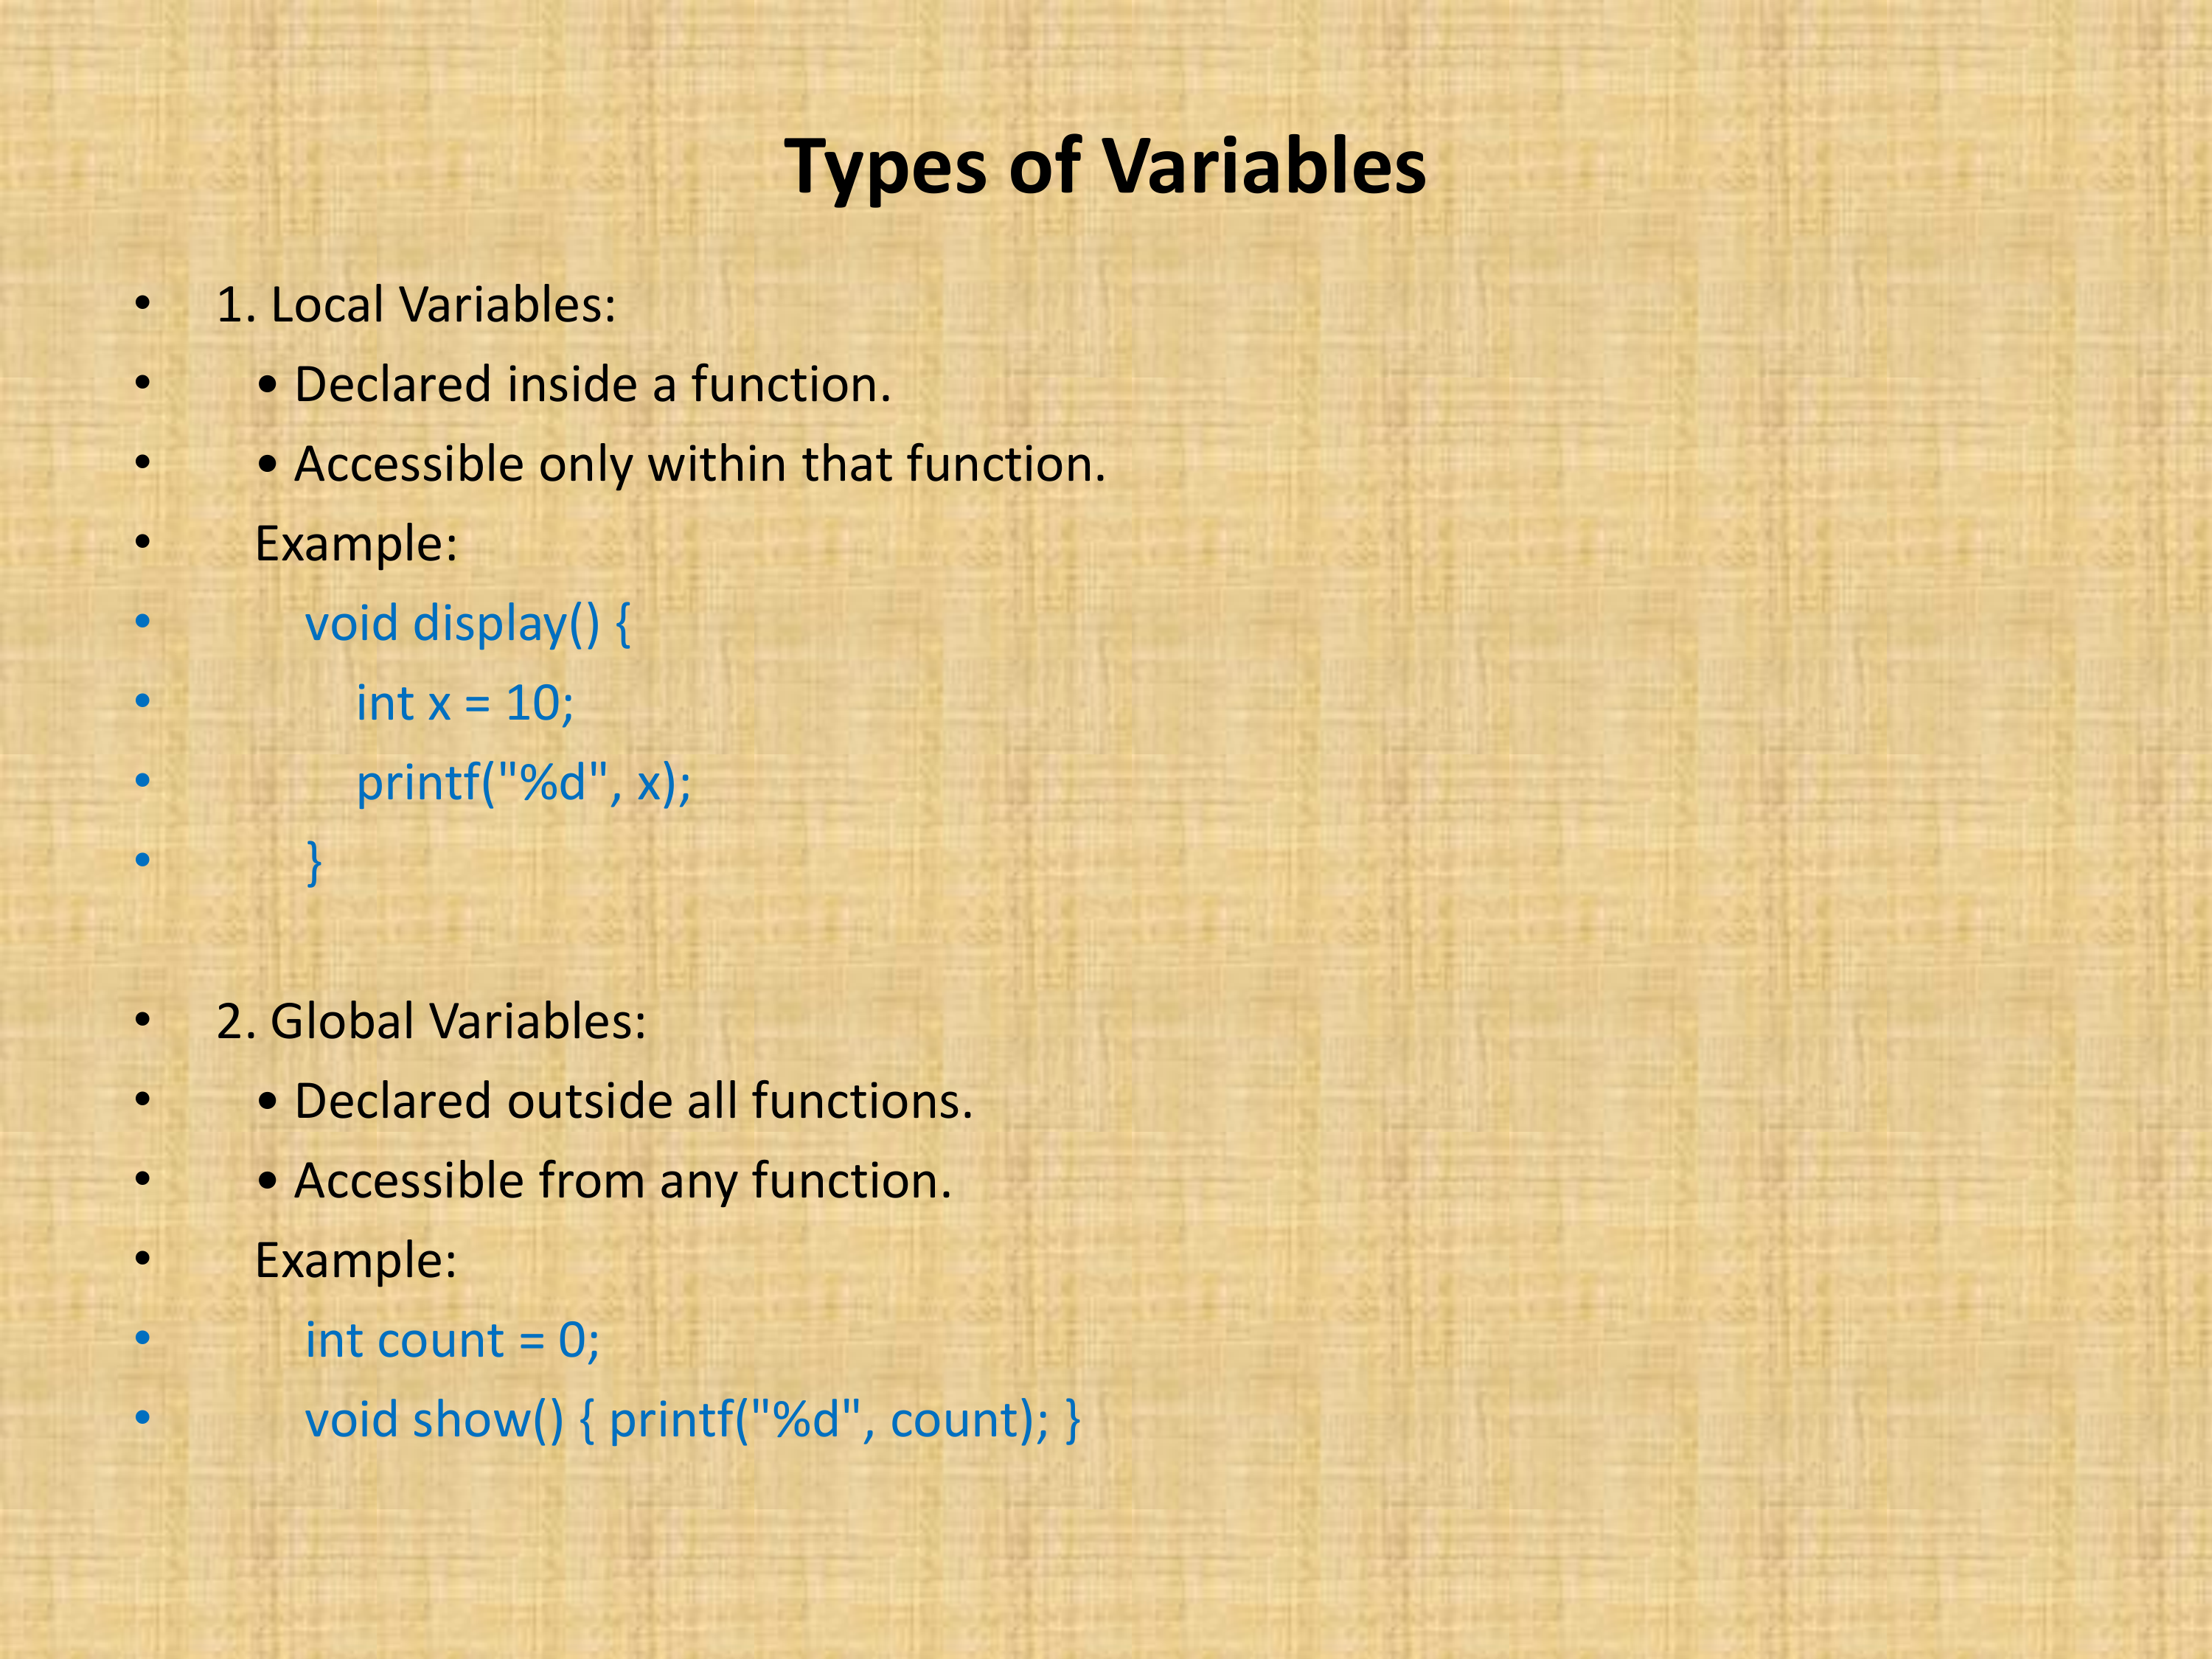 Types of Variables
• 1. Local Variables:
• • Declared inside a function.
• • Accessible only within that function.
• Example:
• void display() {
• int x = 10;
• printf("%d", x);
• }
• 2. Global Variables:
• • Declared outside all functions.
• • Accessible from any function.
• Example:
• int count = 0;
• void show() { printf("%d", count); }